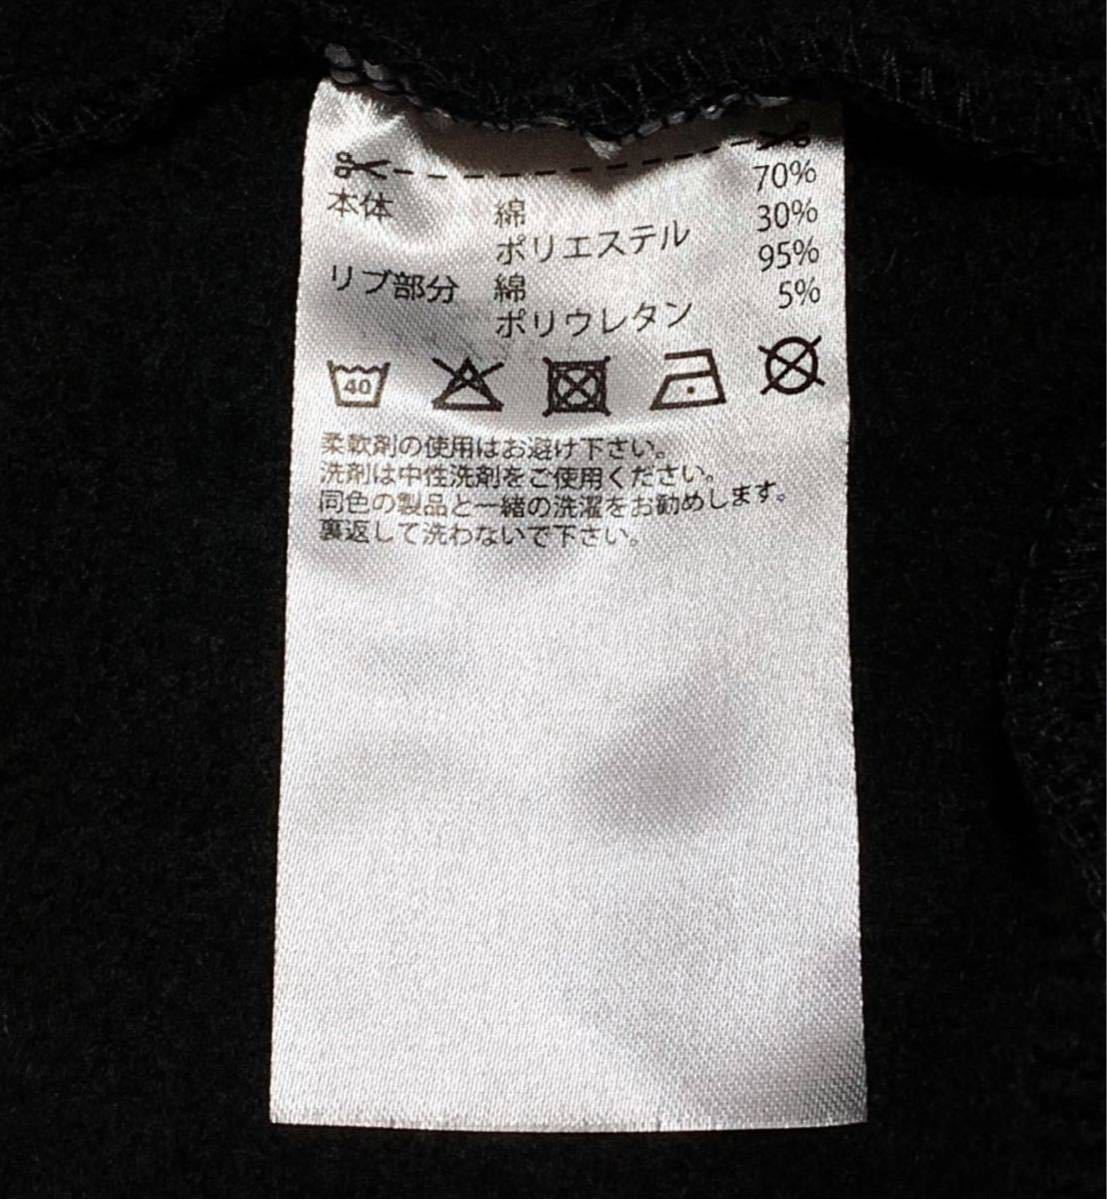 本体 綿 70%
ポリエステル 30%
リブ部分 綿 95%
ポリウレタン 5%
40
柔軟剤の使用はお避け下さい。
洗剤は中性洗剤をご使用ください。
同色の製品と一緒の洗濯をお勧めします。
裏返して洗わないで下さい。